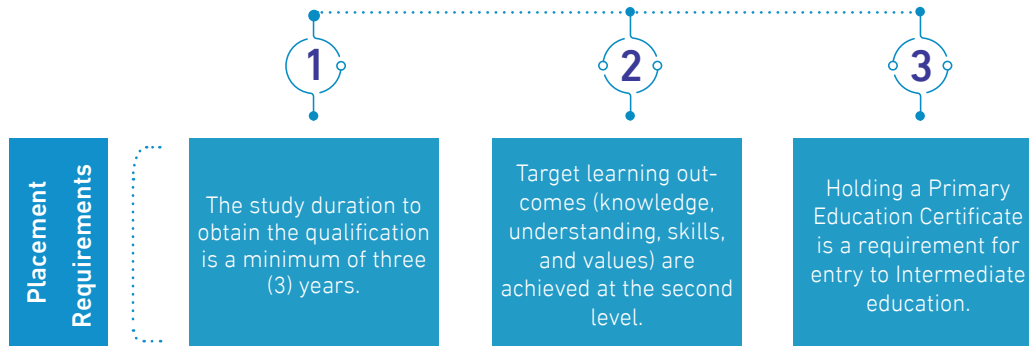 1
2
3
Placement
Requirements
The study duration to
obtain the qualification
is a minimum of three
(3) years.
Target learning out-
comes (knowledge,
understanding, skills,
and values) are
achieved at the second
level.
Holding a Primary
Education Certificate
is a requirement for
entry to Intermediate
education.